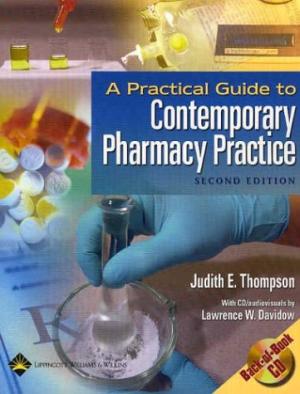 A Practical Guide to
Contemporary
Pharmacy Practice
SECOND EDITION
Judith E. Thompson
With CD/audiovisuals by
Lawrence W. Davidow
Back-of-Book
CD
LIPPINCOTT WILLIAMS & WILKINS